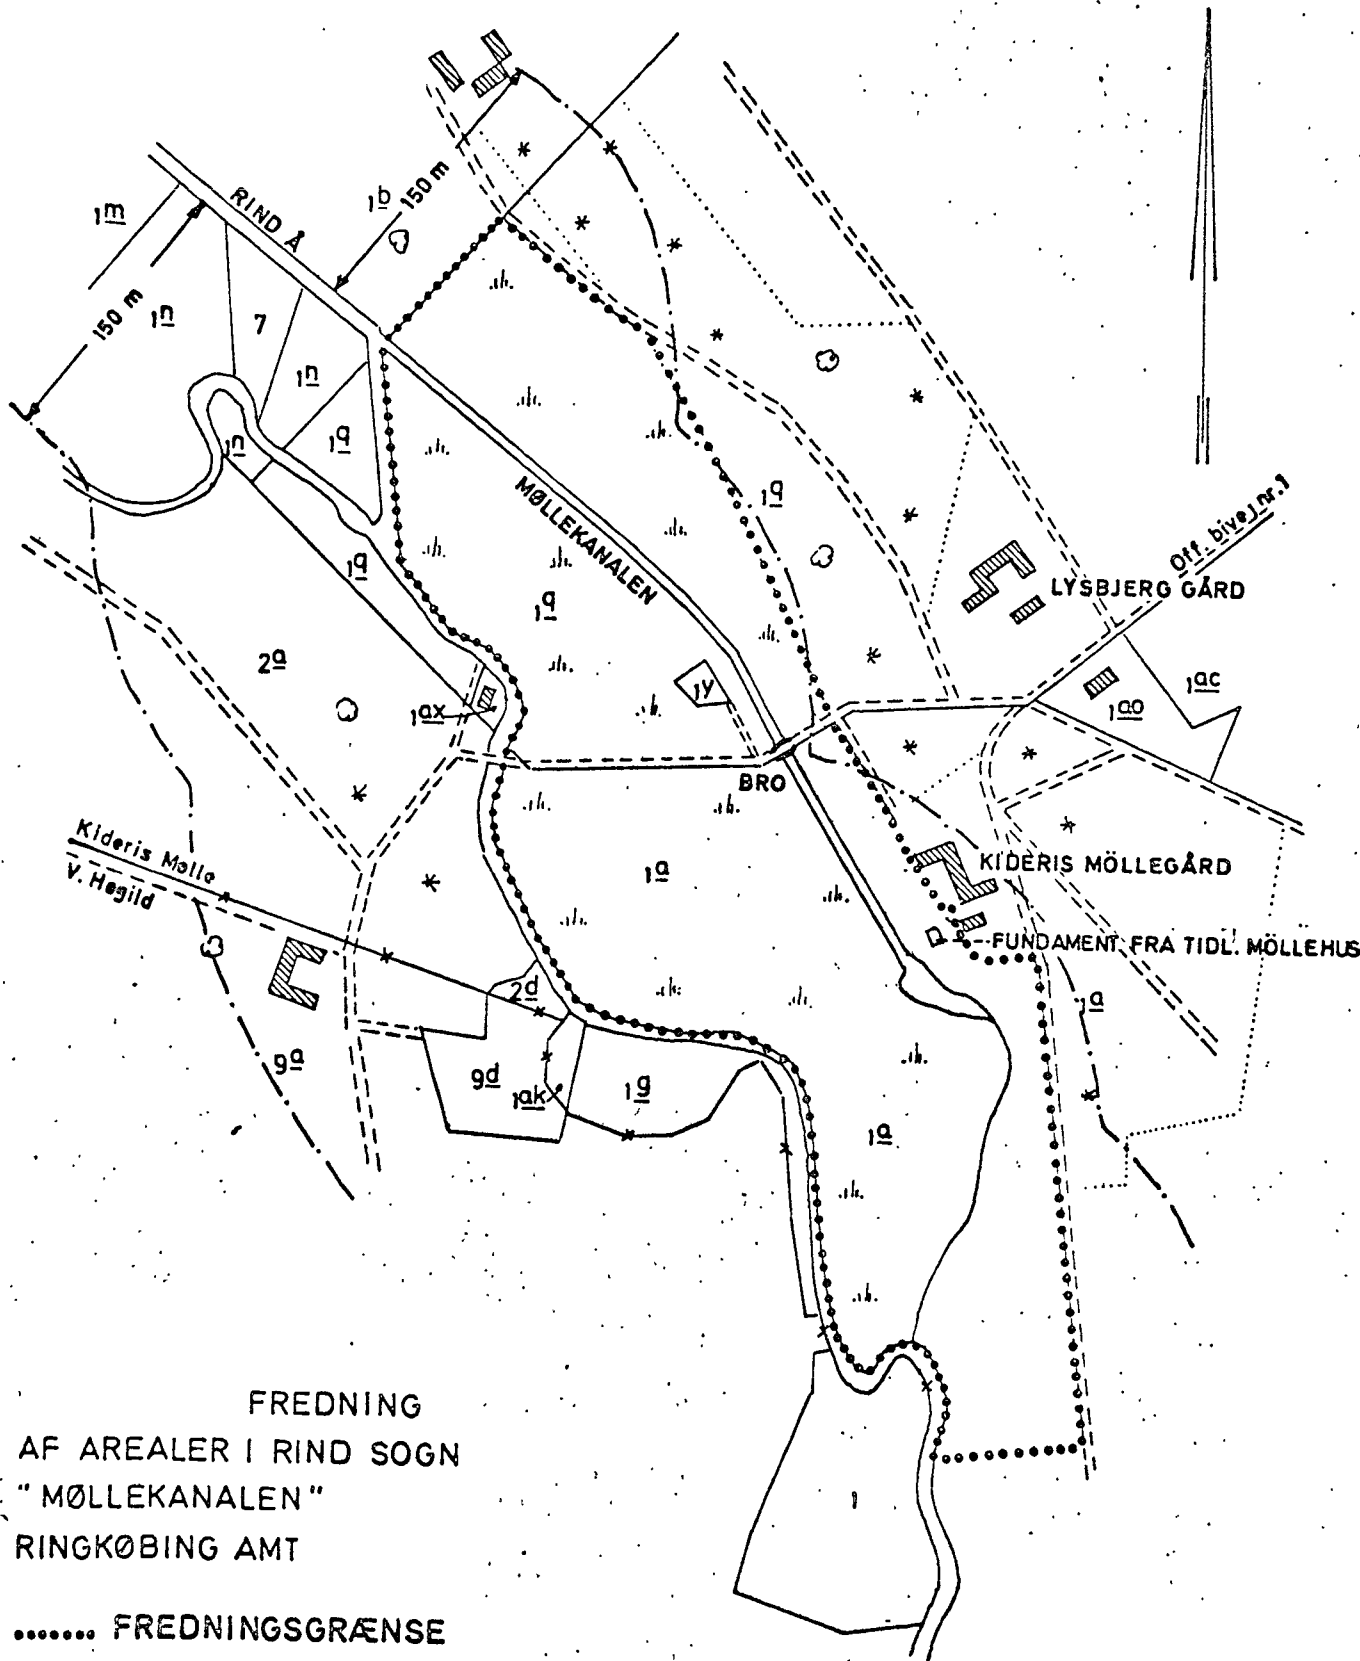 150 m
1b
1m
RIND Å
150 m
1n
7
1n
1n
1q
1q
MØLLEKANALEN
1q
Off. bivej nr. 1
LYSBJERG GÅRD
1q
2a
1y
1ac
1ax
1ao
BRO
Kideris Mølle
V. Høgild
1a
KIDERIS MÖLLEGÅRD
FUNDAMENT FRA TIDL. MÖLLEHUS
2d
1a
9a
9d
1ak
1g
1a
1
FREDNING
AF AREALER I RIND SOGN
"MØLLEKANALEN"
RINGKØBING AMT
....... FREDNINGSGRÆNSE